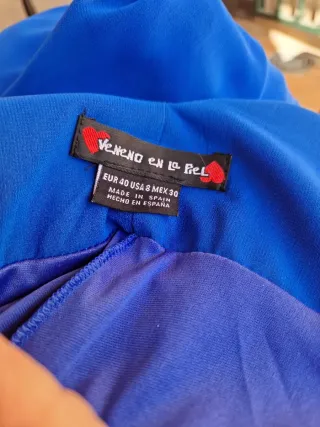 VENENO EN LA PIEL
EUR 40 USA 8 MEX 30
MADE IN SPAIN
HECHO EN ESPAÑA